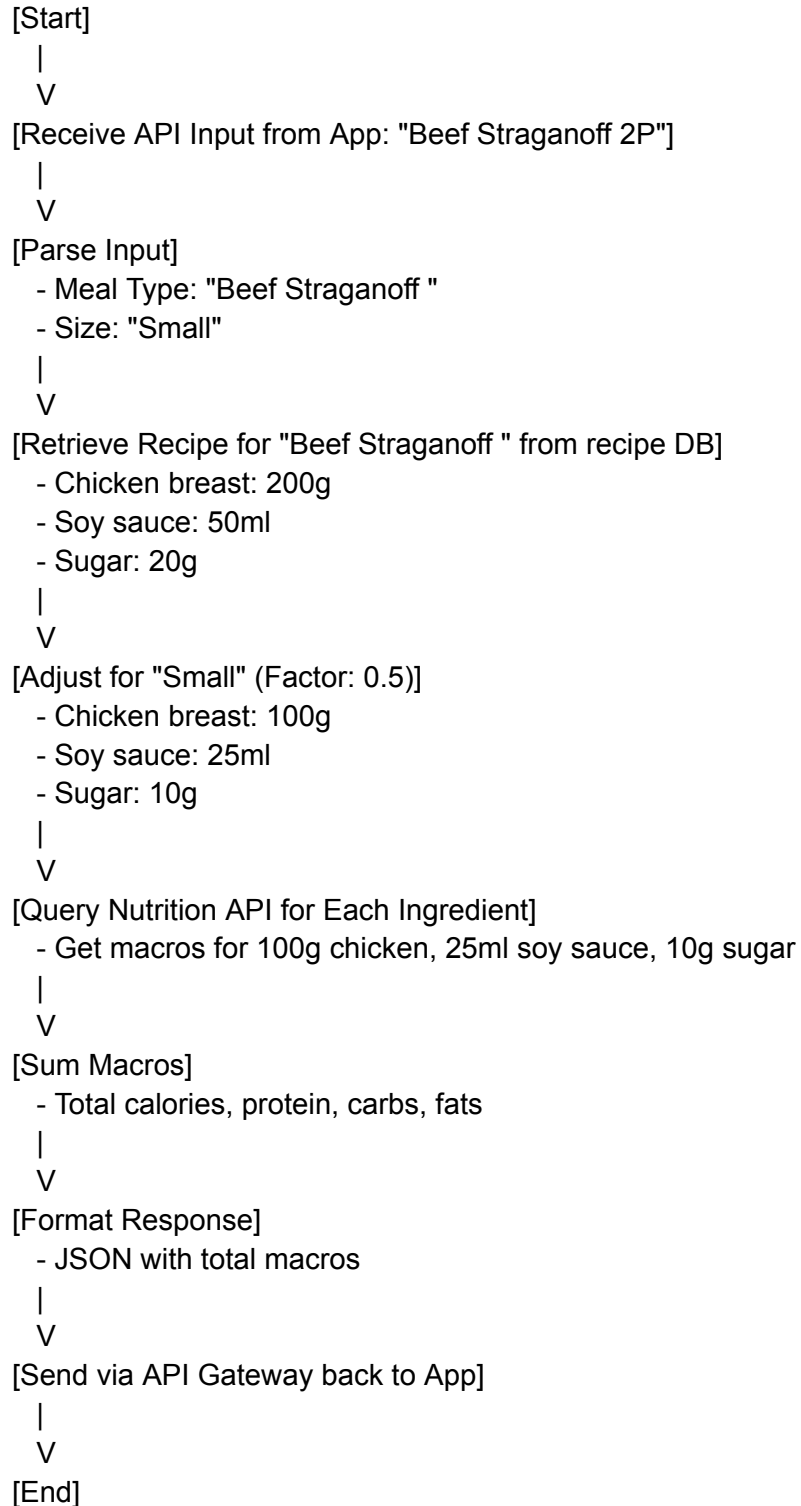 [Start]
|
V
[Receive API Input from App: "Beef Straganoff 2P"]
|
V
[Parse Input]
- Meal Type: "Beef Straganoff "
- Size: "Small"
|
V
[Retrieve Recipe for "Beef Straganoff " from recipe DB]
- Chicken breast: 200g
- Soy sauce: 50ml
- Sugar: 20g
|
V
[Adjust for "Small" (Factor: 0.5)]
- Chicken breast: 100g
- Soy sauce: 25ml
- Sugar: 10g
|
V
[Query Nutrition API for Each Ingredient]
- Get macros for 100g chicken, 25ml soy sauce, 10g sugar
|
V
[Sum Macros]
- Total calories, protein, carbs, fats
|
V
[Format Response]
- JSON with total macros
|
V
[Send via API Gateway back to App]
|
V
[End]